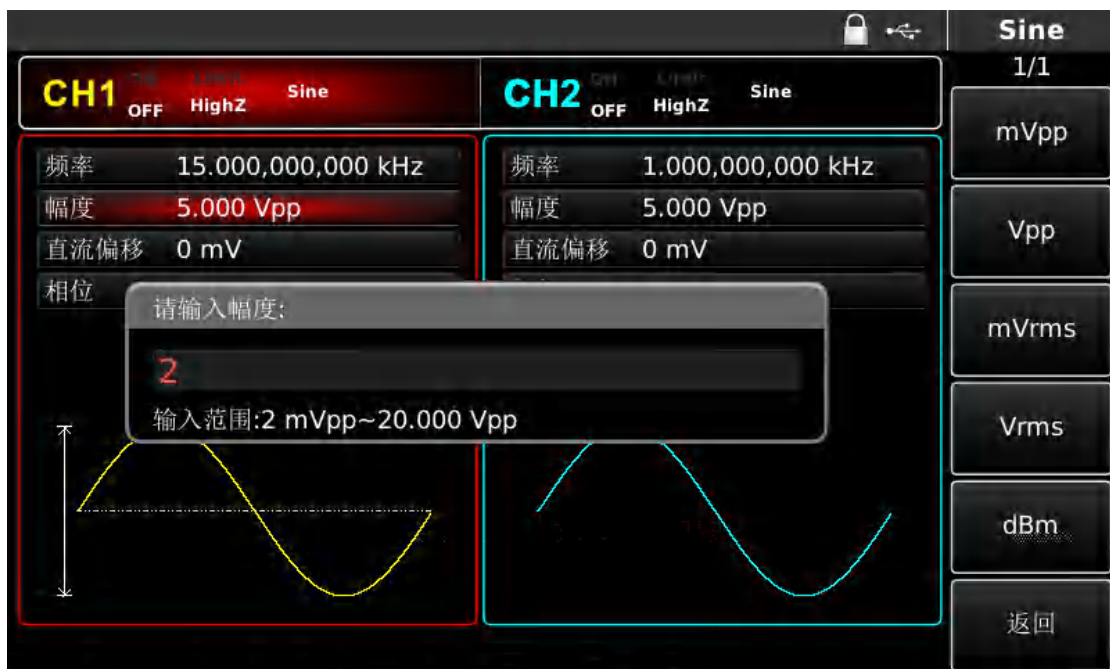 Sine
1/1
CH1 OFF HighZ Sine
CH2 OFF HighZ Sine
频率 15.000,000,000 kHz
幅度 5.000 Vpp
直流偏移 0 mV
相位
频率 1.000,000,000 kHz
幅度 5.000 Vpp
直流偏移 0 mV
请输入幅度:
2
输入范围:2 mVpp~20.000 Vpp
mVpp
Vpp
mVrms
Vrms
dBm
返回